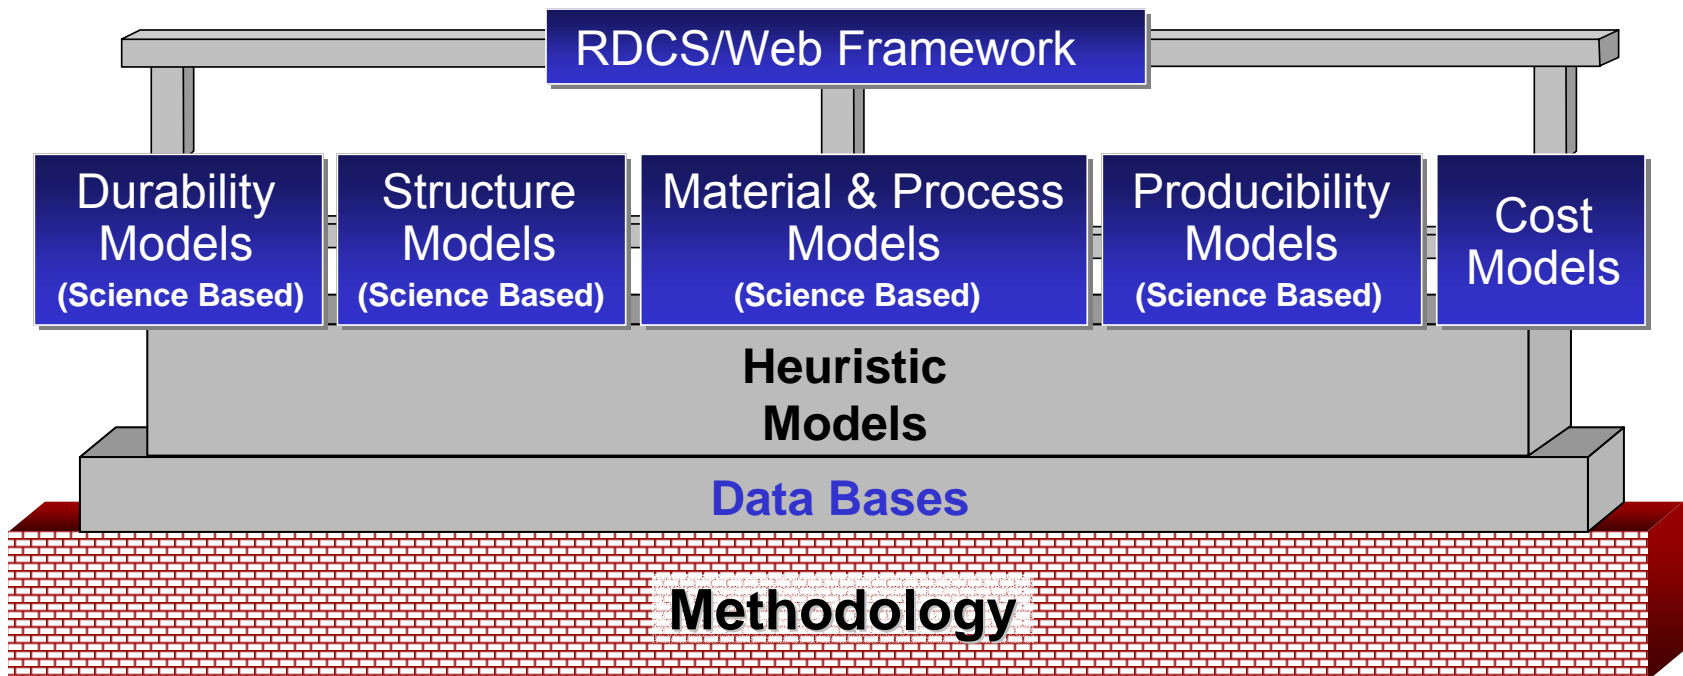 RDCS/Web Framework
Durability
Models
(Science Based)
Structure
Models
(Science Based)
Material & Process
Models
(Science Based)
Producibility
Models
(Science Based)
Cost
Models
Heuristic
Models
Data Bases
Methodology